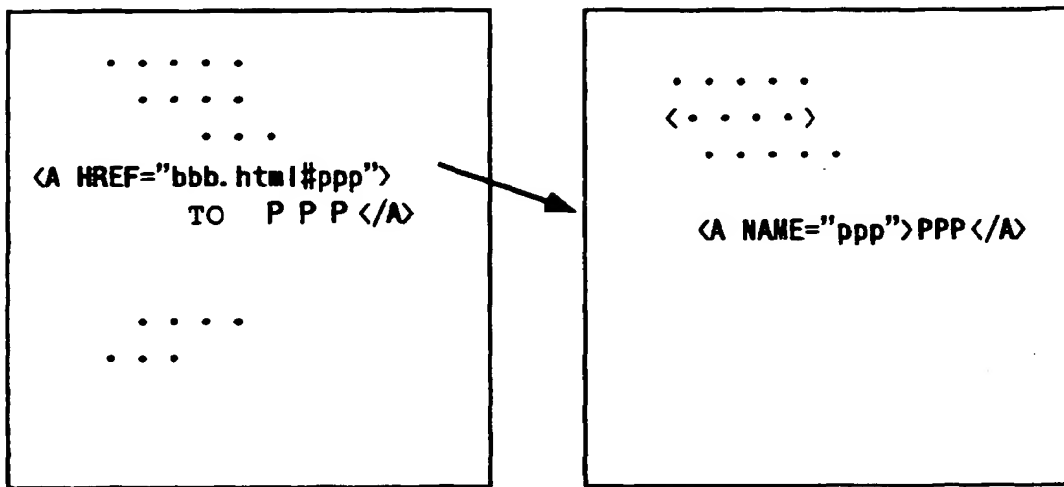 • • • • •
• • • •
• • •
<A HREF="bbb.html#ppp">
TO P P P </A>
• • • •
• • •
• • • • •
<• • • •>
• • • • •
<A NAME="ppp">PPP</A>